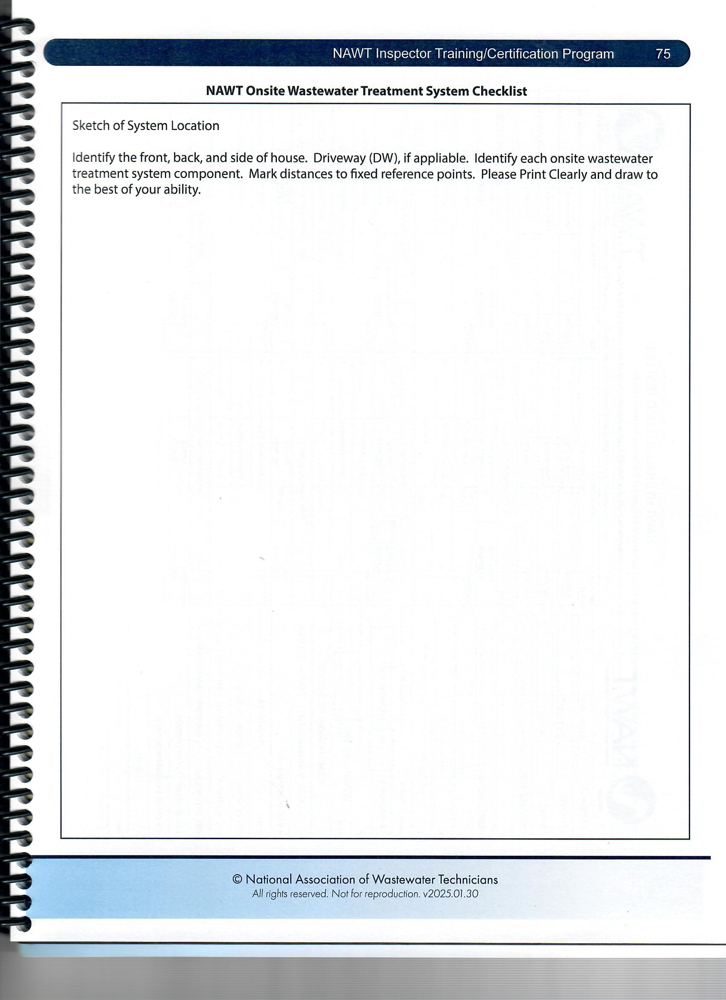 NAWT Inspector Training/Certification Program 75
NAWT Onsite Wastewater Treatment System Checklist
Sketch of System Location
Identify the front, back, and side of house. Driveway (DW), if appliable. Identify each onsite wastewater
treatment system component. Mark distances to fixed reference points. Please Print Clearly and draw to
the best of your ability.
© National Association of Wastewater Technicians
All rights reserved. Not for reproduction. v2025.01.30